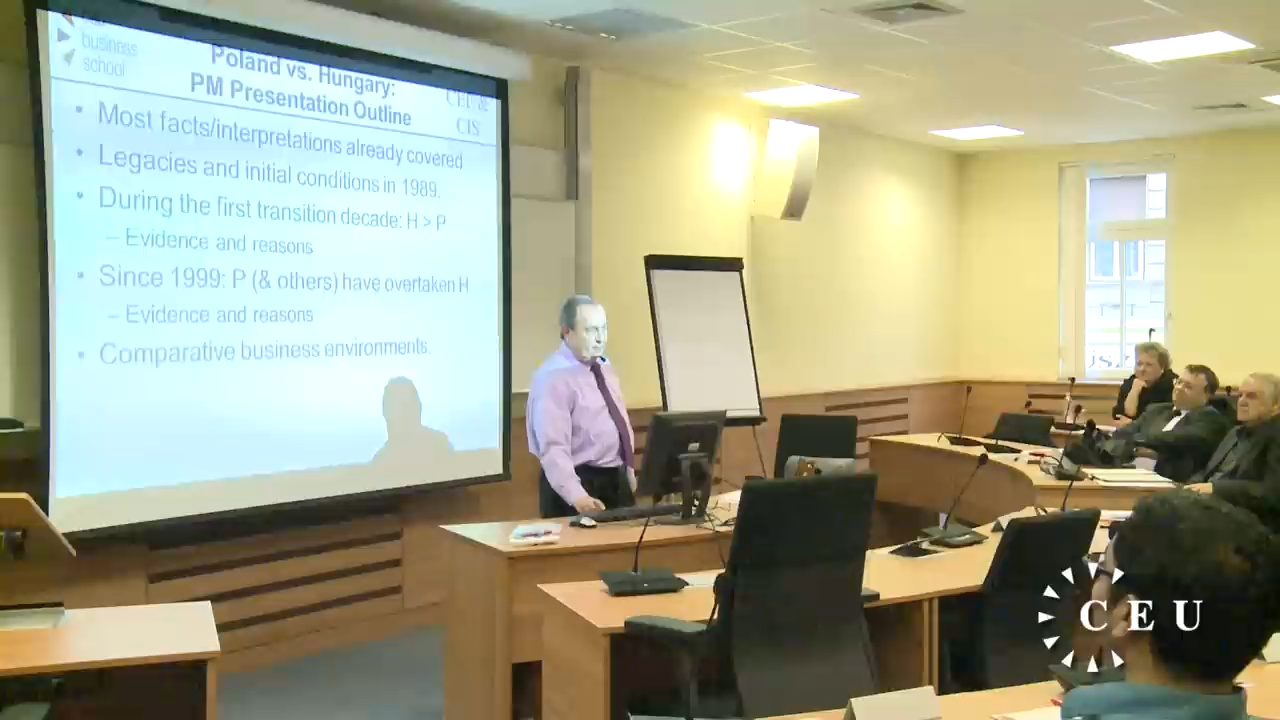 business
school
Poland vs. Hungary:
PM Presentation Outline
CEU &
CIS
• Most facts/interpretations already covered
• Legacies and initial conditions in 1989.
• During the first transition decade: H > P
– Evidence and reasons
• Since 1999: P (& others) have overtaken H
– Evidence and reasons
• Comparative business environments.
CEU